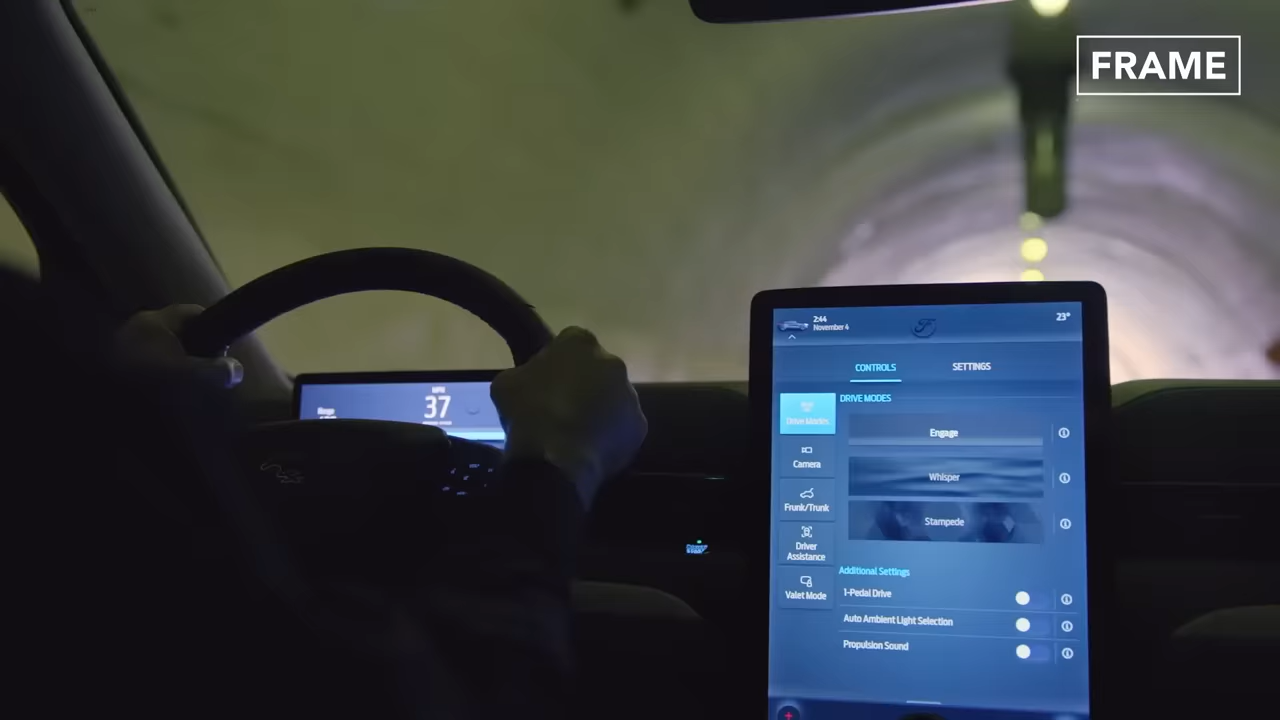 FRAME
2:44
November 4
23°
CONTROLS
SETTINGS
DRIVE MODES
Drive Modes
Engage
Camera
Whisper
Frunk/Trunk
Stampede
Driver
Assistance
Additional Settings
Valet Mode
1-Pedal Drive
Auto Ambient Light Selection
Propulsion Sound
MPH
37
Range